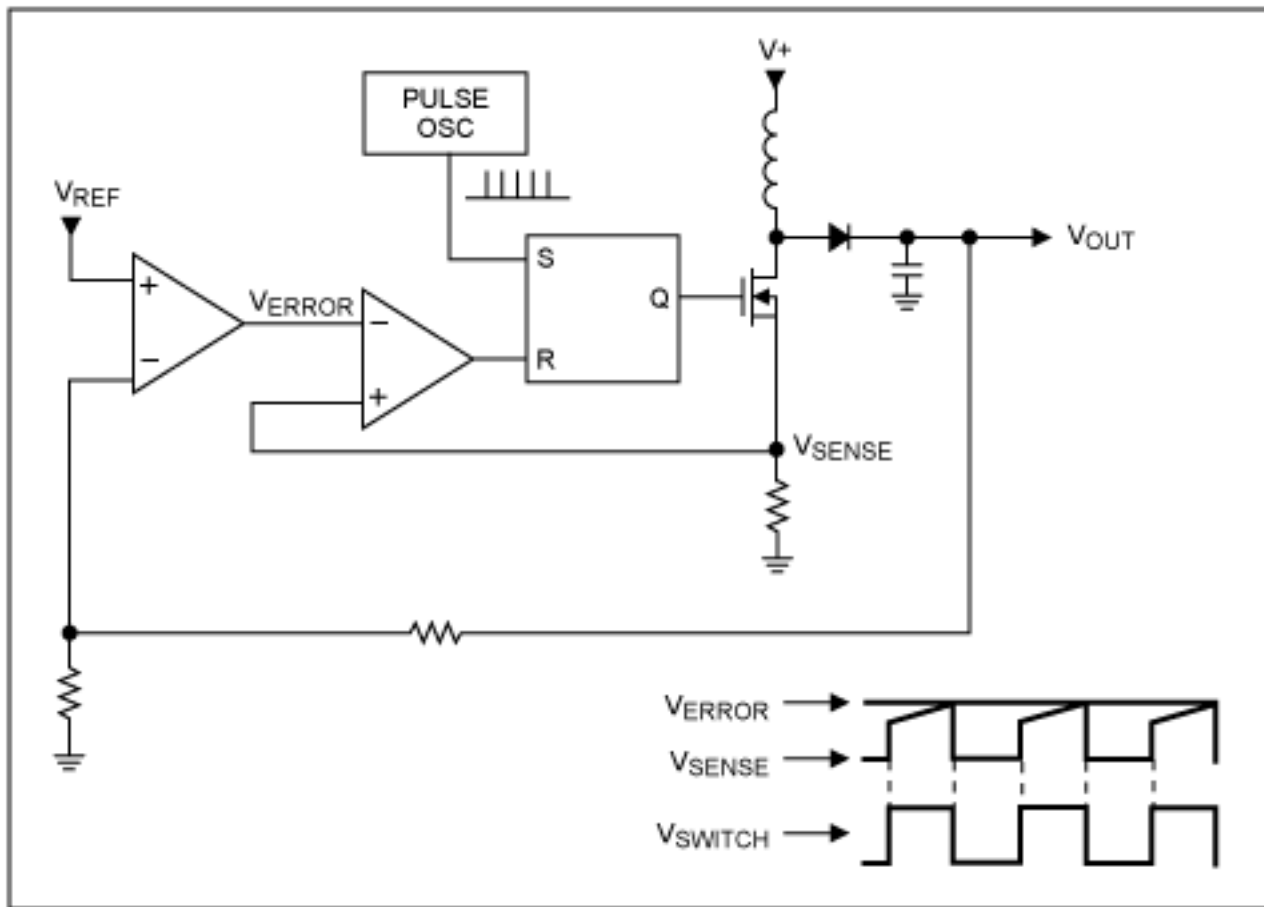 V+
PULSE
OSC
VREF
S
VOUT
+
VERROR
−
Q
−
R
+
VSENSE
VERROR
VSENSE
VSWITCH